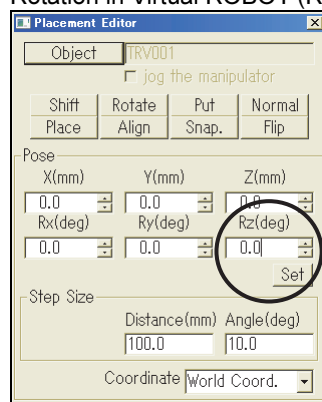 Rotation in Virtual ROBOT (R
Placement Editor
Object TRV001
jog the manipulator
Shift Rotate Put Normal
Place Align Snap. Flip
Pose
X(mm) Y(mm) Z(mm)
0.0 0.0 0.0
Rx(deg) Ry(deg) Rz(deg)
0.0 0.0 0.0
Set
Step Size
Distance(mm) Angle(deg)
100.0 10.0
Coordinate World Coord.